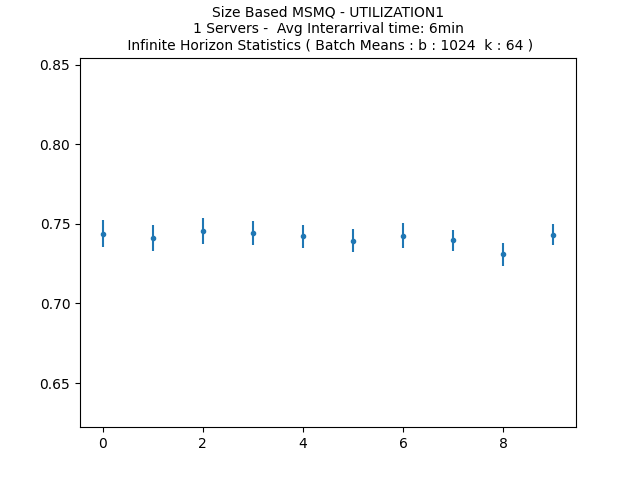 Size Based MSMQ - UTILIZATION1
1 Servers -  Avg Interarrival time: 6min
Infinite Horizon Statistics ( Batch Means : b : 1024  k : 64 )
0.85
0.80
0.75
0.70
0.65
0 2 4 6 8